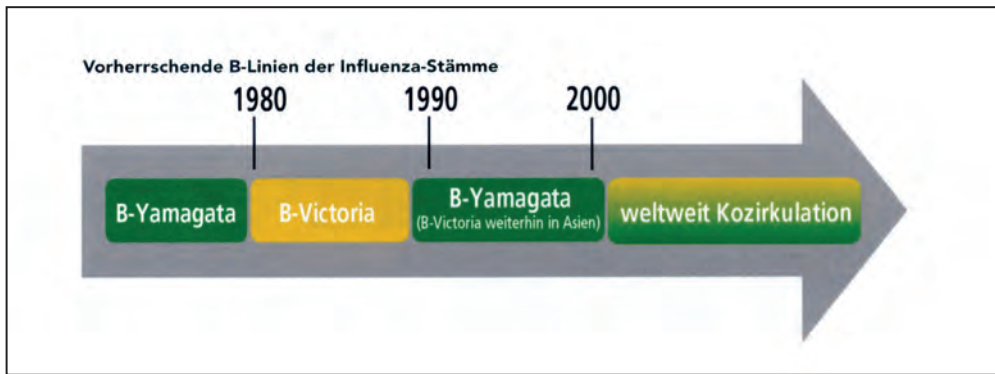 Vorherrschende B-Linien der Influenza-Stämme
1980
1990
2000
B-Yamagata
B-Victoria
B-Yamagata
(B-Victoria weiterhin in Asien)
weltweit Kozirkulation